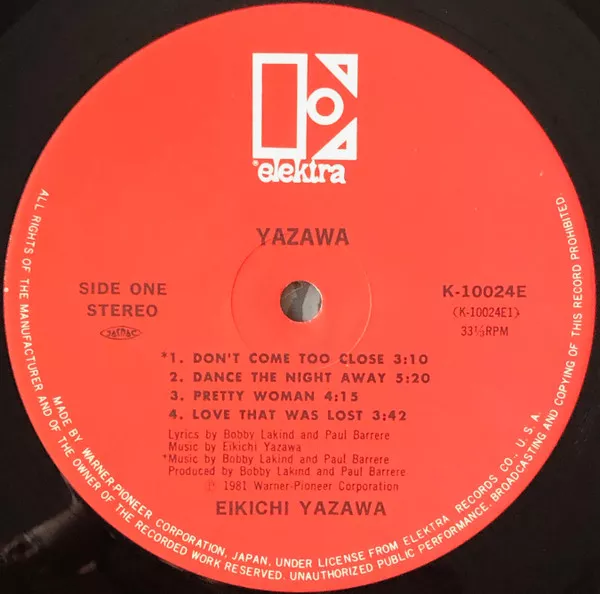 elektra
YAZAWA
SIDE ONE
STEREO
JASRAC
K-10024E
(K-10024E1)
33⅓RPM
*1. DON'T COME TOO CLOSE 3:10
2. DANCE THE NIGHT AWAY 5:20
3. PRETTY WOMAN 4:15
4. LOVE THAT WAS LOST 3:42
Lyrics by Bobby Lakind and Paul Barrere
Music by Eikichi Yazawa
*Music by Bobby Lakind and Paul Barrere
Produced by Bobby Lakind and Paul Barrere
℗ 1981 Warner-Pioneer Corporation
EIKICHI YAZAWA
MADE BY WARNER-PIONEER CORPORATION, JAPAN, UNDER LICENSE FROM ELEKTRA RECORDS CO., U.S.A.
ALL RIGHTS OF THE MANUFACTURER AND OF THE OWNER OF THE RECORDED WORK RESERVED. UNAUTHORIZED PUBLIC PERFORMANCE, BROADCASTING AND COPYING OF THIS RECORD PROHIBITED.